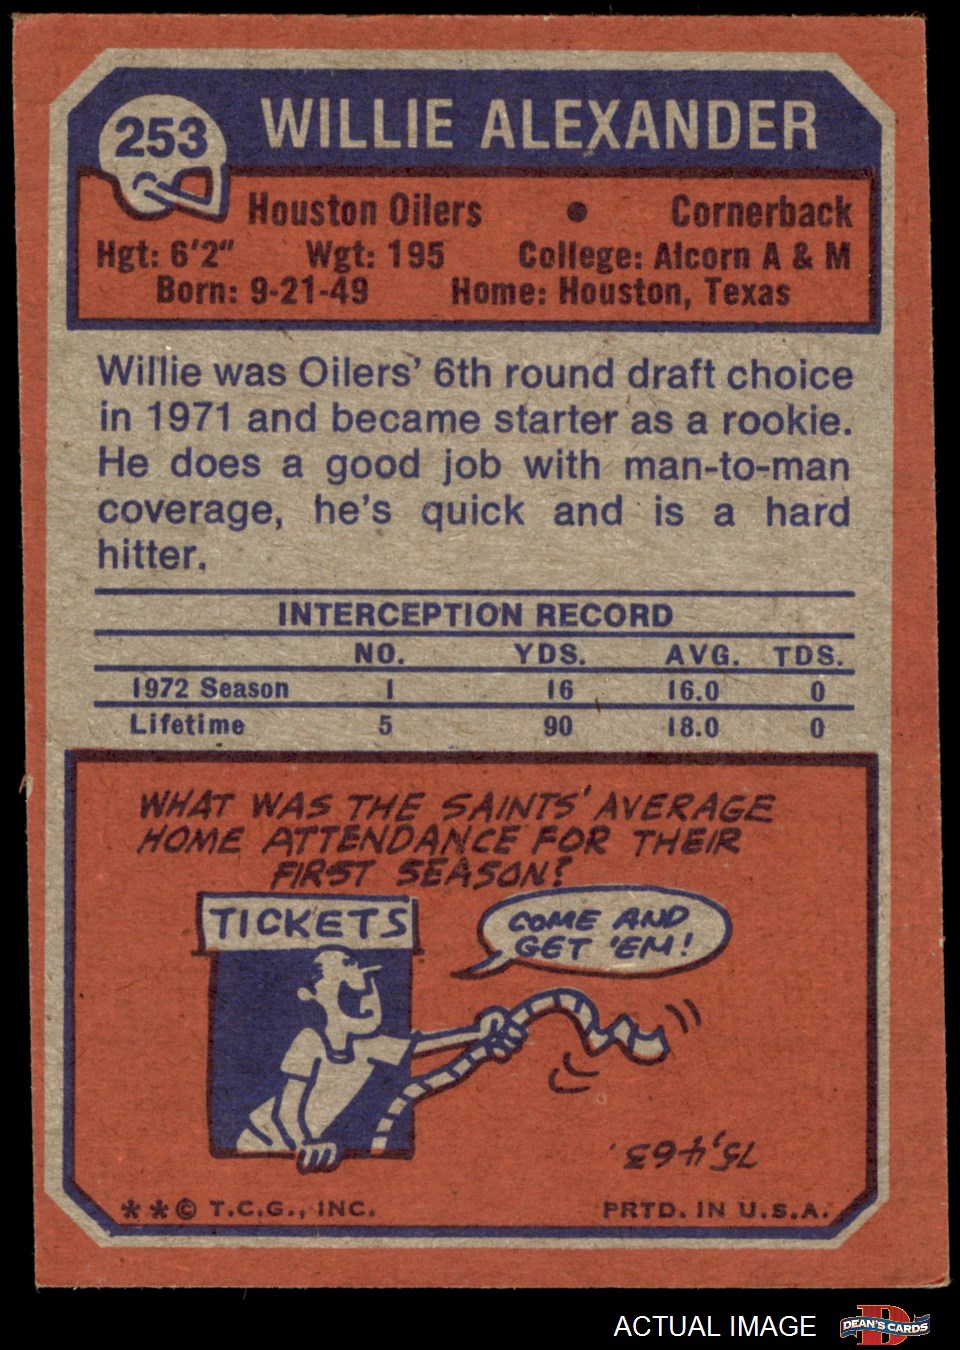 253
WILLIE ALEXANDER
Houston Oilers • Cornerback
Hgt: 6'2" Wgt: 195 College: Alcorn A & M
Born: 9-21-49 Home: Houston, Texas
Willie was Oilers' 6th round draft choice
in 1971 and became starter as a rookie.
He does a good job with man-to-man
coverage, he's quick and is a hard
hitter.
INTERCEPTION RECORD
NO. YDS. AVG. TDS.
1972 Season 1 16 16.0 0
Lifetime 5 90 18.0 0
WHAT WAS THE SAINTS' AVERAGE
HOME ATTENDANCE FOR THEIR
FIRST SEASON?
TICKETS
COME AND
GET 'EM!
75,463.
** © T.C.G., INC. PRTD. IN U.S.A.
ACTUAL IMAGE
DEAN'S CARDS